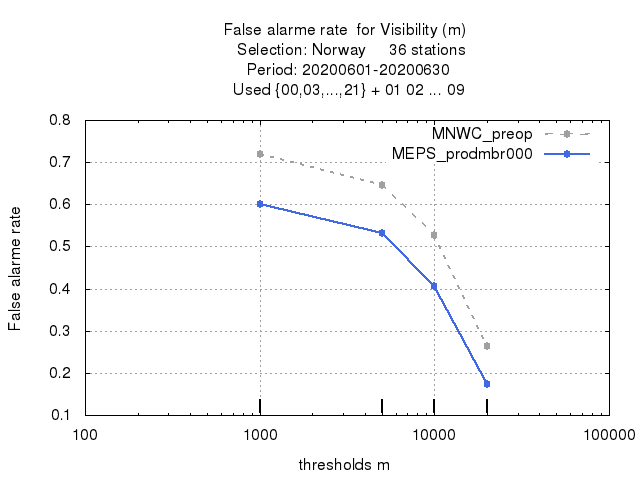 False alarme rate  for Visibility (m)
Selection: Norway     36 stations
Period: 20200601-20200630
Used {00,03,...,21} + 01 02 ... 09
MNWC_preop
MEPS_prodmbr000
False alarme rate
0.8
0.7
0.6
0.5
0.4
0.3
0.2
0.1
100
1000
10000
100000
thresholds m